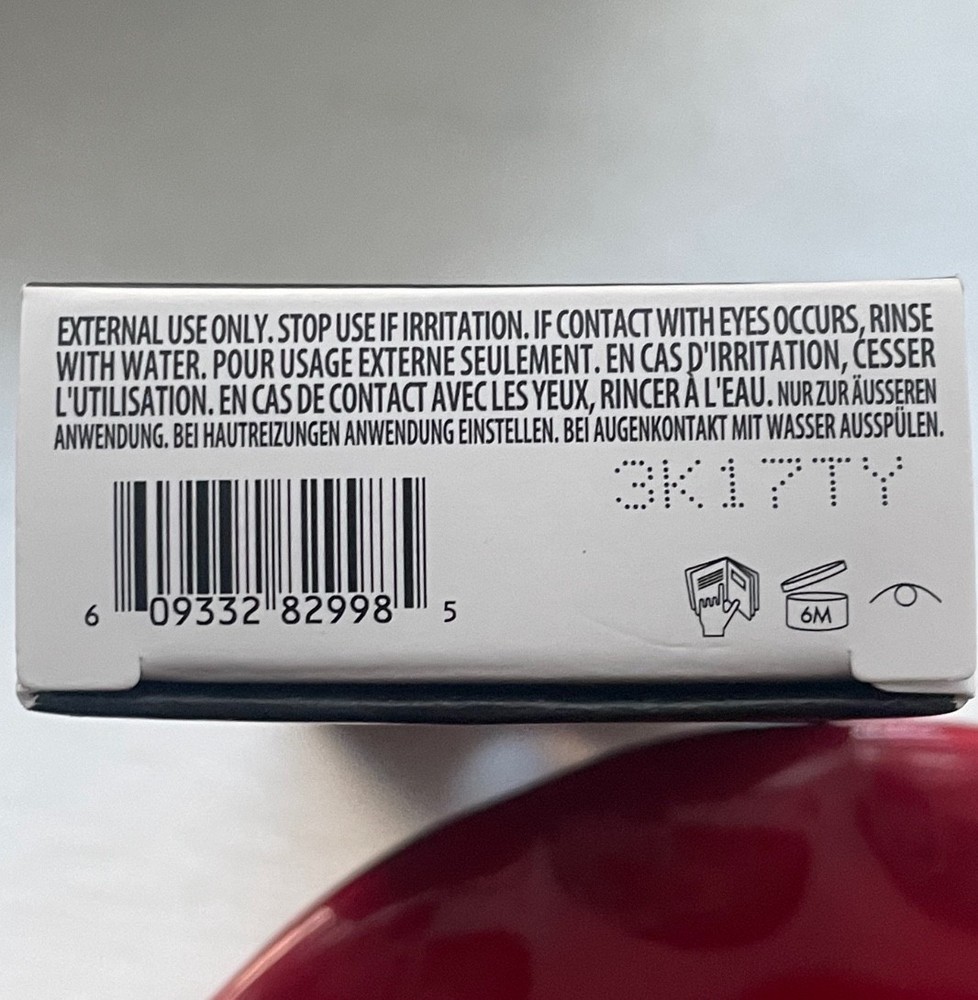 EXTERNAL USE ONLY. STOP USE IF IRRITATION. IF CONTACT WITH EYES OCCURS, RINSE
WITH WATER. POUR USAGE EXTERNE SEULEMENT. EN CAS D'IRRITATION, CESSER
L'UTILISATION. EN CAS DE CONTACT AVEC LES YEUX, RINCER À L'EAU. NUR ZUR ÄUSSEREN
ANWENDUNG. BEI HAUTREIZUNGEN ANWENDUNG EINSTELLEN. BEI AUGENKONTAKT MIT WASSER AUSSPÜLEN.
3K17TY
6 09332 82998 5
6M